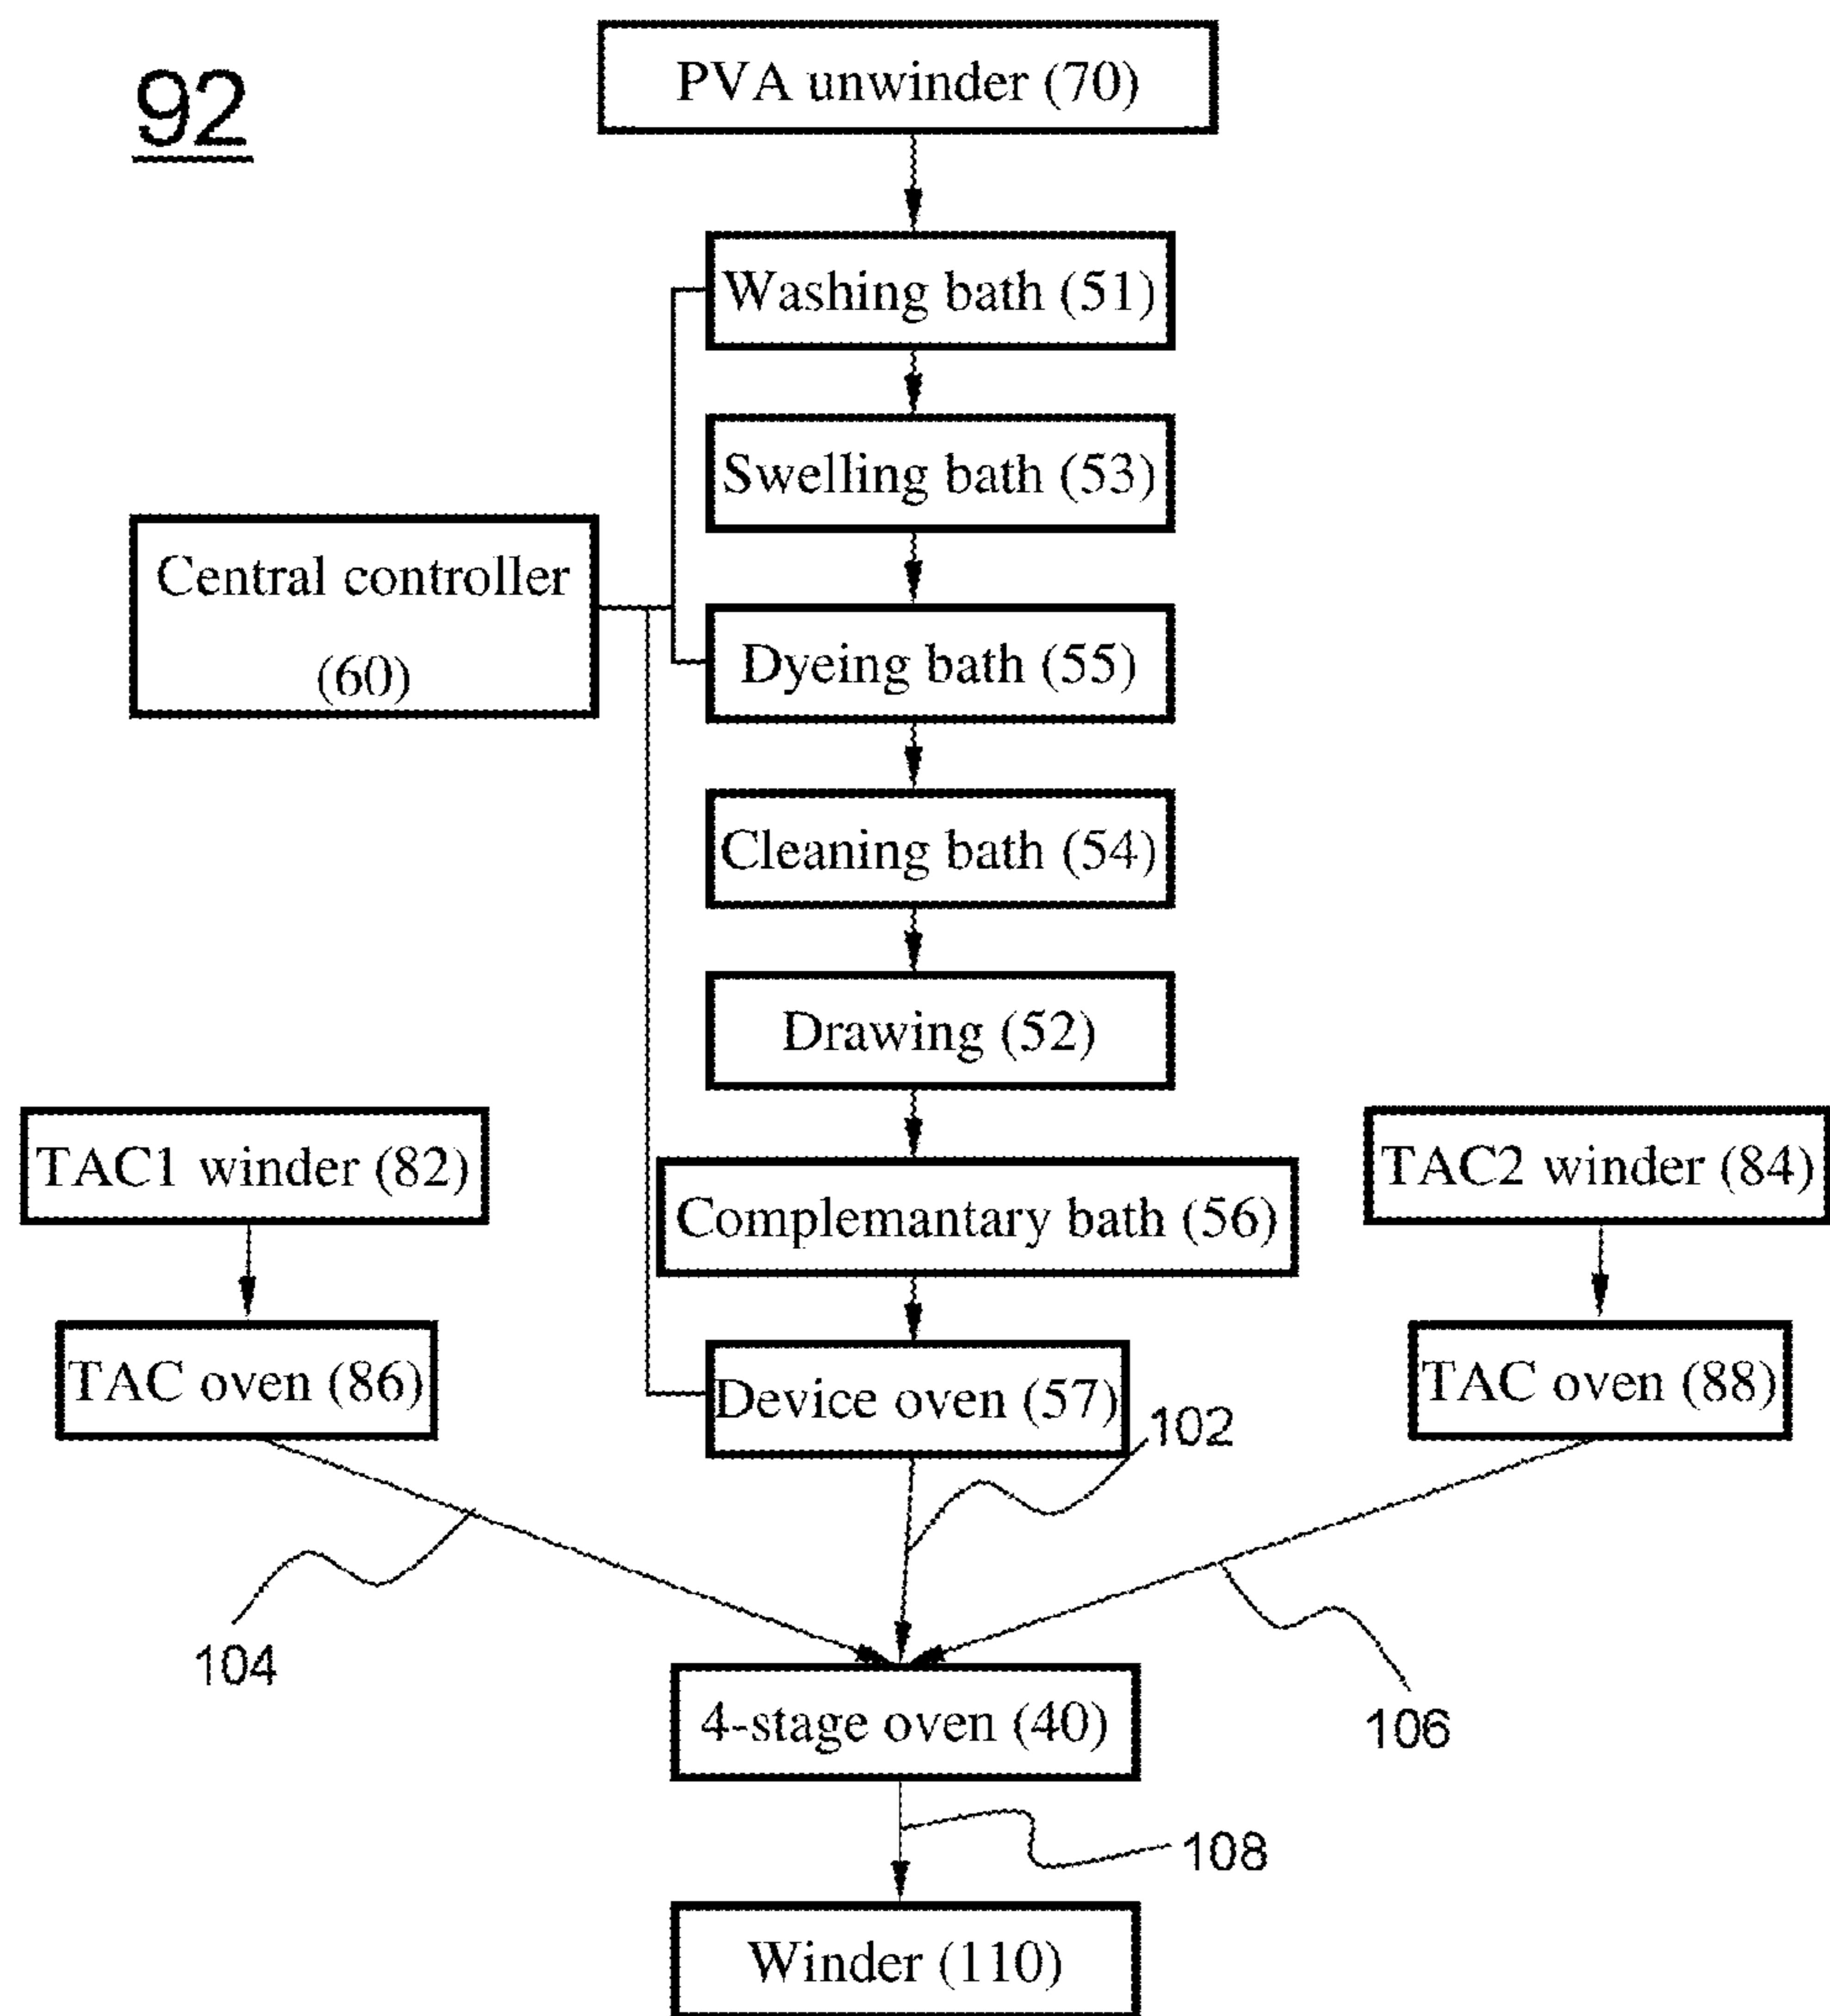 92
PVA unwinder (70)
Washing bath (51)
Swelling bath (53)
Central controller
(60)
Dyeing bath (55)
Cleaning bath (54)
Drawing (52)
TAC1 winder (82)
TAC2 winder (84)
Complemantary bath (56)
TAC oven (86)
Device oven (57)
TAC oven (88)
102
104
4-stage oven (40)
106
108
Winder (110)